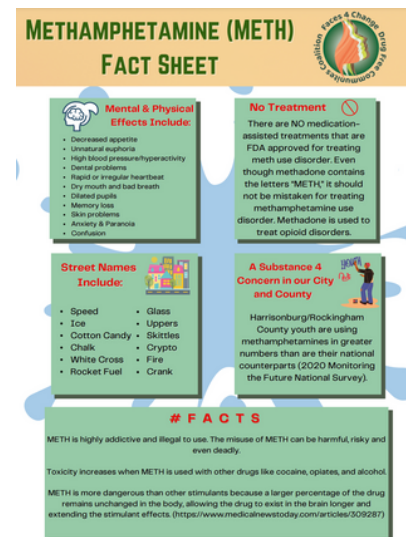 METHAMPHETAMINE (METH)
FACT SHEET
Faces 4 Change Drug Free Communities Coalition
Mental & Physical
Effects Include:
• Decreased appetite
• Unnatural euphoria
• High blood pressure/hyperactivity
• Dental problems
• Rapid or irregular heartbeat
• Dry mouth and bad breath
• Dilated pupils
• Memory loss
• Skin problems
• Anxiety & Paranoia
• Confusion
No Treatment
There are NO medication-
assisted treatments that are
FDA approved for treating
meth use disorder. Even
though methadone contains
the letters "METH," it should
not be mistaken for treating
methamphetamine use
disorder. Methadone is used to
treat opioid disorders.
Street Names
Include:
• Speed
• Ice
• Cotton Candy
• Chalk
• White Cross
• Rocket Fuel
• Glass
• Uppers
• Skittles
• Crypto
• Fire
• Crank
A Substance 4
Concern in our City
and County
Harrisonburg/Rockingham
County youth are using
methamphetamines in greater
numbers than are their national
counterparts (2020 Monitoring
the Future National Survey).
#FACTS
METH is highly addictive and illegal to use. The misuse of METH can be harmful, risky and
even deadly.
Toxicity increases when METH is used with other drugs like cocaine, opiates, and alcohol.
METH is more dangerous than other stimulants because a larger percentage of the drug
remains unchanged in the body, allowing the drug to exist in the brain longer and
extending the stimulant effects. (https://www.medicalnewstoday.com/articles/309287)